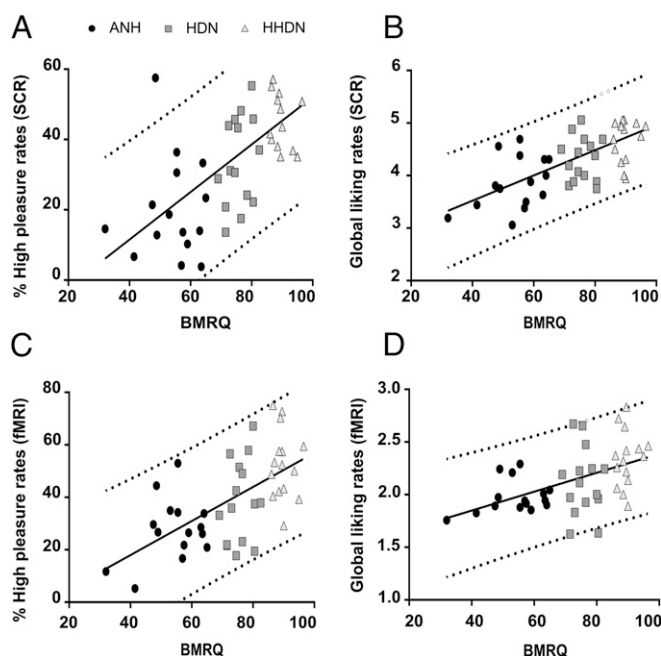 A
ANH HDN HHDN
% High pleasure rates (SCR)
60
40
20
0
20 40 60 80 100
BMRQ
B
Global liking rates (SCR)
6
5
4
3
2
20 40 60 80 100
BMRQ
C
% High pleasure rates (fMRI)
80
60
40
20
0
20 40 60 80 100
BMRQ
D
Global liking rates (fMRI)
3.0
2.5
2.0
1.5
1.0
20 40 60 80 100
BMRQ